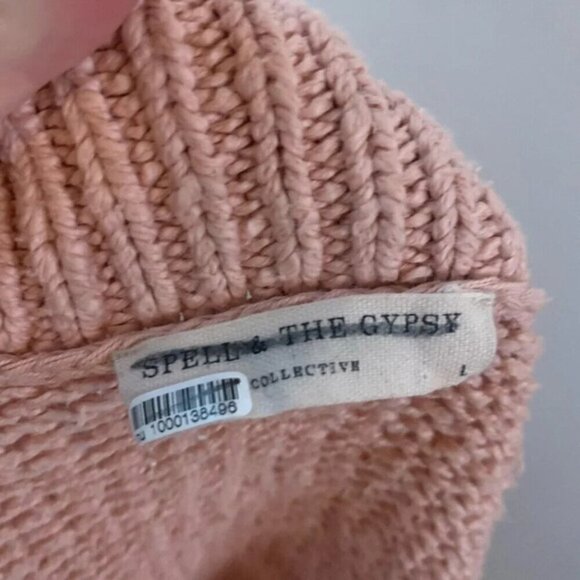 SPELL & THE GYPSY
COLLECTIVE
L
1000138496